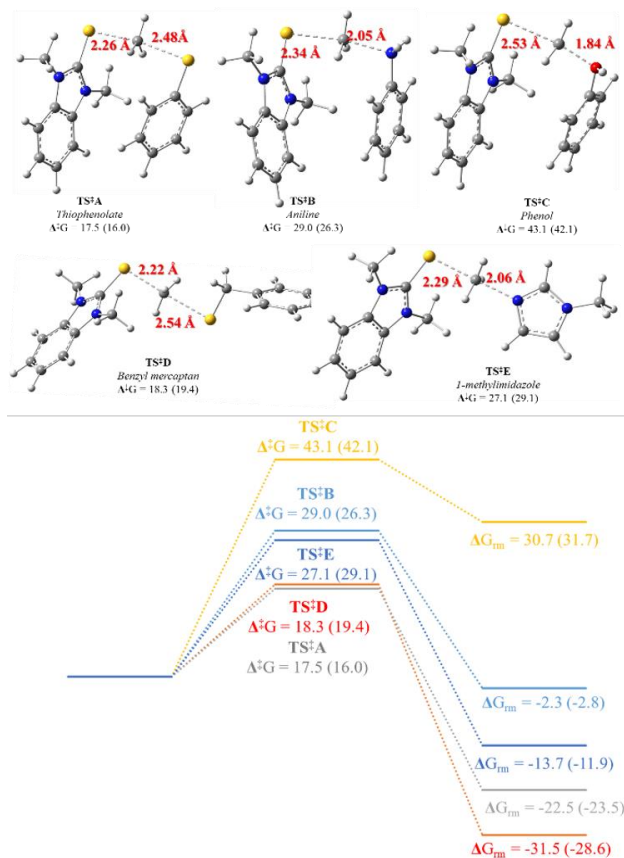 2.26 Å
2.48 Å
TS‡A
Thiophenolate
Δ‡G = 17.5 (16.0)
2.34 Å
2.05 Å
TS‡B
Aniline
Δ‡G = 29.0 (26.3)
2.53 Å
1.84 Å
TS‡C
Phenol
Δ‡G = 43.1 (42.1)
2.22 Å
2.54 Å
TS‡D
Benzyl mercaptan
Δ‡G = 18.3 (19.4)
2.29 Å
2.06 Å
TS‡E
1-methylimidazole
Δ‡G = 27.1 (29.1)
TS‡C
Δ‡G = 43.1 (42.1)
TS‡B
Δ‡G = 29.0 (26.3)
TS‡E
Δ‡G = 27.1 (29.1)
TS‡D
Δ‡G = 18.3 (19.4)
TS‡A
Δ‡G = 17.5 (16.0)
ΔGrm = 30.7 (31.7)
ΔGrm = -2.3 (-2.8)
ΔGrm = -13.7 (-11.9)
ΔGrm = -22.5 (-23.5)
ΔGrm = -31.5 (-28.6)